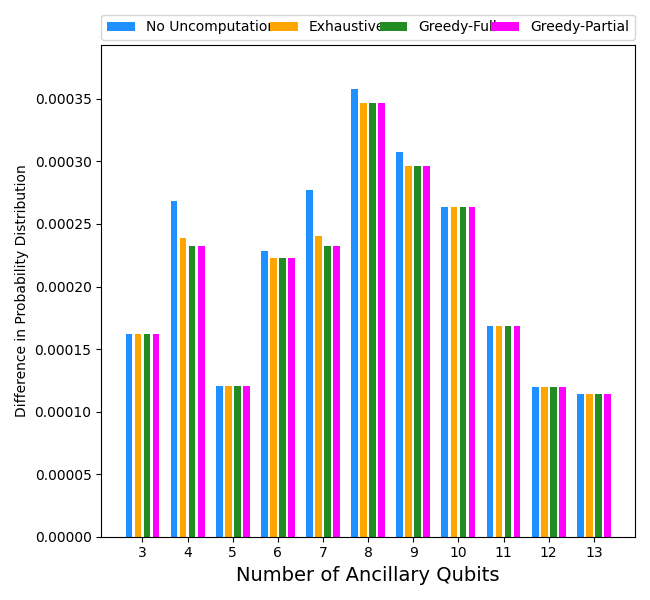 No Uncomputation Exhaustive Greedy-Full Greedy-Partial
Difference in Probability Distribution
0.00035
0.00030
0.00025
0.00020
0.00015
0.00010
0.00005
0.00000
3 4 5 6 7 8 9 10 11 12 13
Number of Ancillary Qubits